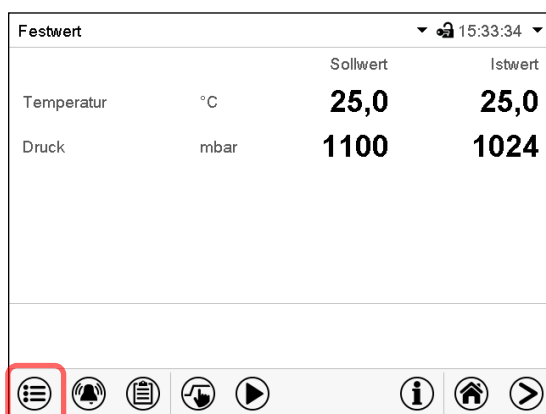 Festwert 15:33:34
Sollwert Istwert
Temperatur °C 25,0 25,0
Druck mbar 1100 1024